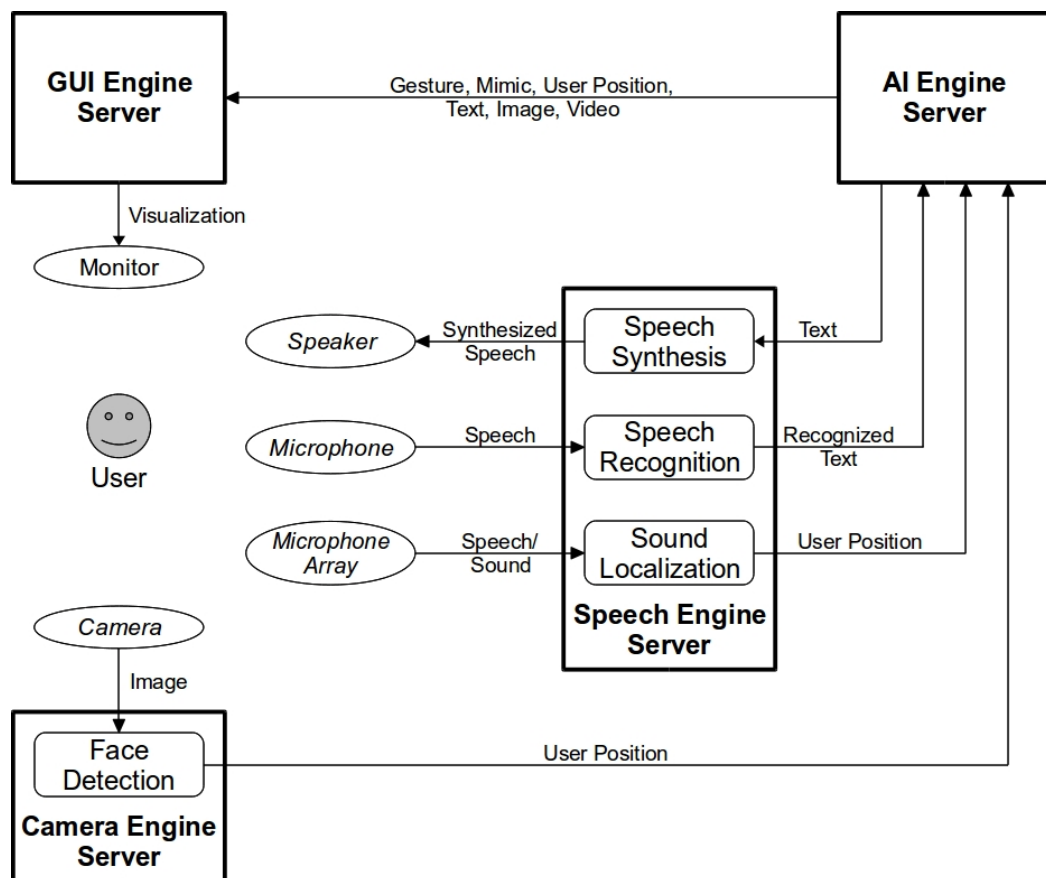 GUI Engine
Server
Gesture, Mimic, User Position,
Text, Image, Video
AI Engine
Server
Visualization
Monitor
Speaker
Synthesized
Speech
Speech
Synthesis
Text
User
Microphone
Speech
Speech
Recognition
Recognized
Text
Microphone
Array
Speech/
Sound
Sound
Localization
User Position
Speech Engine
Server
Camera
Image
Face
Detection
User Position
Camera Engine
Server